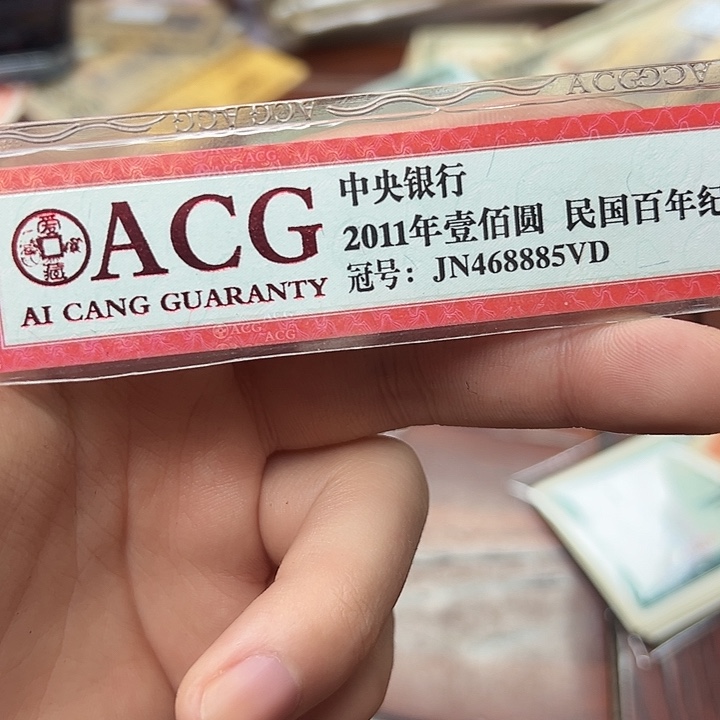 ACG
AI CANG GUARANTY
中央银行
2011年壹佰圆 民国百年纪
冠号：JN468885VD